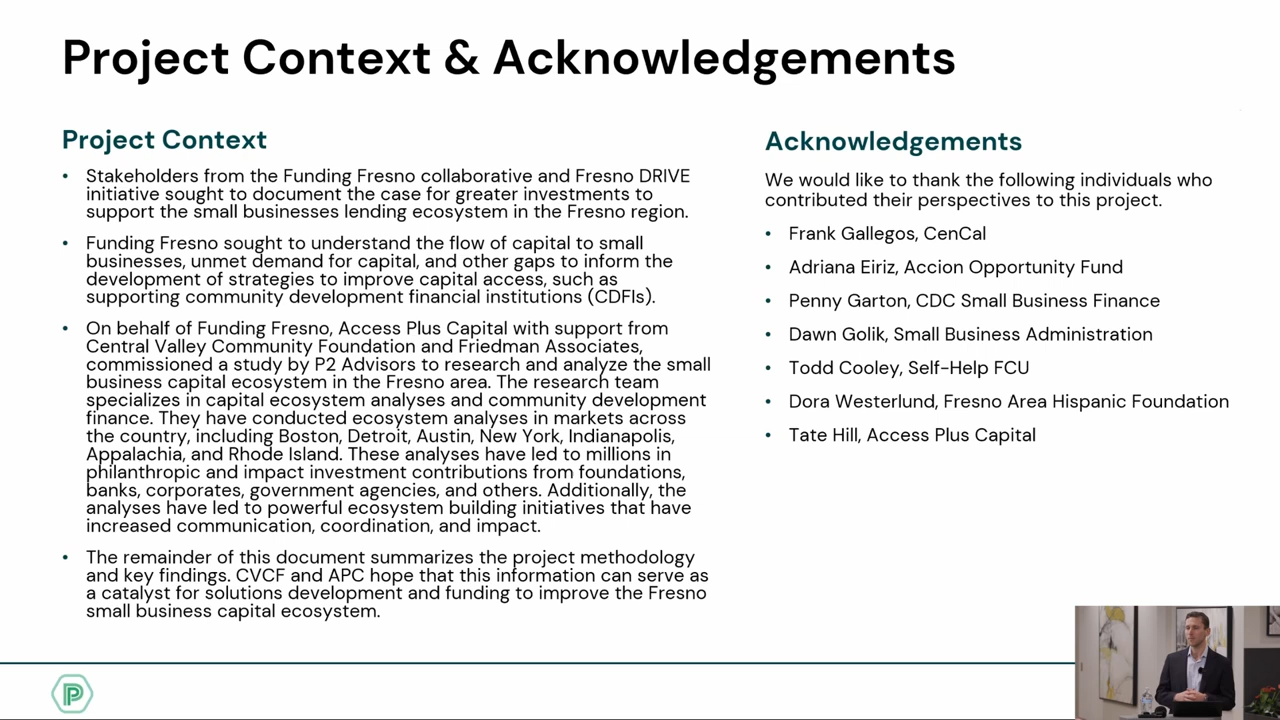 Project Context & Acknowledgements
Project Context
• Stakeholders from the Funding Fresno collaborative and Fresno DRIVE
initiative sought to document the case for greater investments to
support the small businesses lending ecosystem in the Fresno region.
• Funding Fresno sought to understand the flow of capital to small
businesses, unmet demand for capital, and other gaps to inform the
development of strategies to improve capital access, such as
supporting community development financial institutions (CDFIs).
• On behalf of Funding Fresno, Access Plus Capital with support from
Central Valley Community Foundation and Friedman Associates,
commissioned a study by P2 Advisors to research and analyze the small
business capital ecosystem in the Fresno area. The research team
specializes in capital ecosystem analyses and community development
finance. They have conducted ecosystem analyses in markets across
the country, including Boston, Detroit, Austin, New York, Indianapolis,
Appalachia, and Rhode Island. These analyses have led to millions in
philanthropic and impact investment contributions from foundations,
banks, corporates, government agencies, and others. Additionally, the
analyses have led to powerful ecosystem building initiatives that have
increased communication, coordination, and impact.
• The remainder of this document summarizes the project methodology
and key findings. CVCF and APC hope that this information can serve as
a catalyst for solutions development and funding to improve the Fresno
small business capital ecosystem.
Acknowledgements
We would like to thank the following individuals who
contributed their perspectives to this project.
• Frank Gallegos, CenCal
• Adriana Eiriz, Accion Opportunity Fund
• Penny Garton, CDC Small Business Finance
• Dawn Golik, Small Business Administration
• Todd Cooley, Self-Help FCU
• Dora Westerlund, Fresno Area Hispanic Foundation
• Tate Hill, Access Plus Capital
P